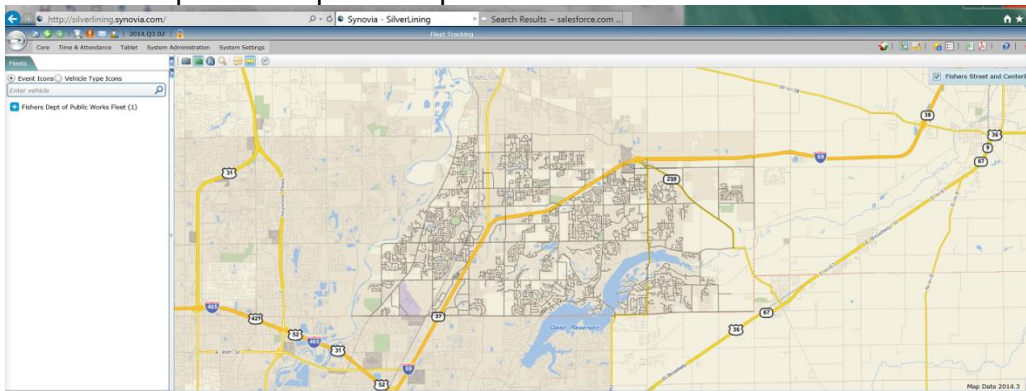 http://silverlining.synovia.com/
Synovia - SilverLining
Search Results ~ salesforce.com ...
2014.Q3.02
Fleet Tracking
Core Time & Attendance Tablet System Administration System Settings
Fleets
Event Icons Vehicle Type Icons
Enter vehicle
Fishers Dept of Public Works Fleet (1)
Fishers Street and Centerl
HAMILTON
38
36
9
67
31
69
238
465
421
52
465
31
37
69
52
Geist Reservoir
67
36
Map Data 2014.3